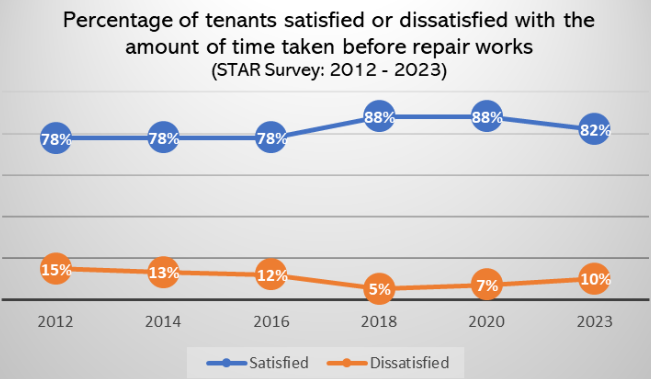 Percentage of tenants satisfied or dissatisfied with the
amount of time taken before repair works
(STAR Survey: 2012 - 2023)
78% 78% 78% 88% 88% 82%
15% 13% 12% 5% 7% 10%
2012 2014 2016 2018 2020 2023
Satisfied Dissatisfied